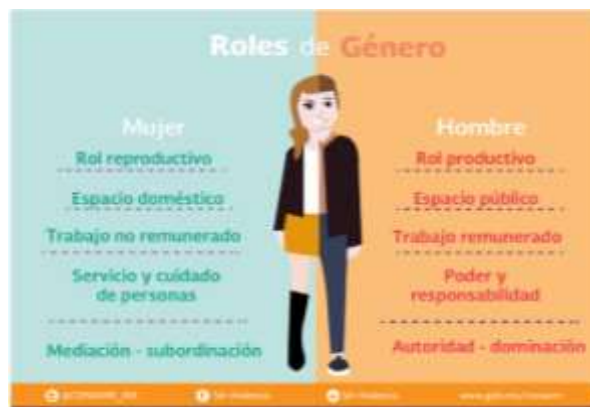 Roles de Género
Mujer
Rol reproductivo
Espacio doméstico
Trabajo no remunerado
Servicio y cuidado
de personas
Mediación - subordinación
Hombre
Rol productivo
Espacio público
Trabajo remunerado
Poder y
responsabilidad
Autoridad - dominación